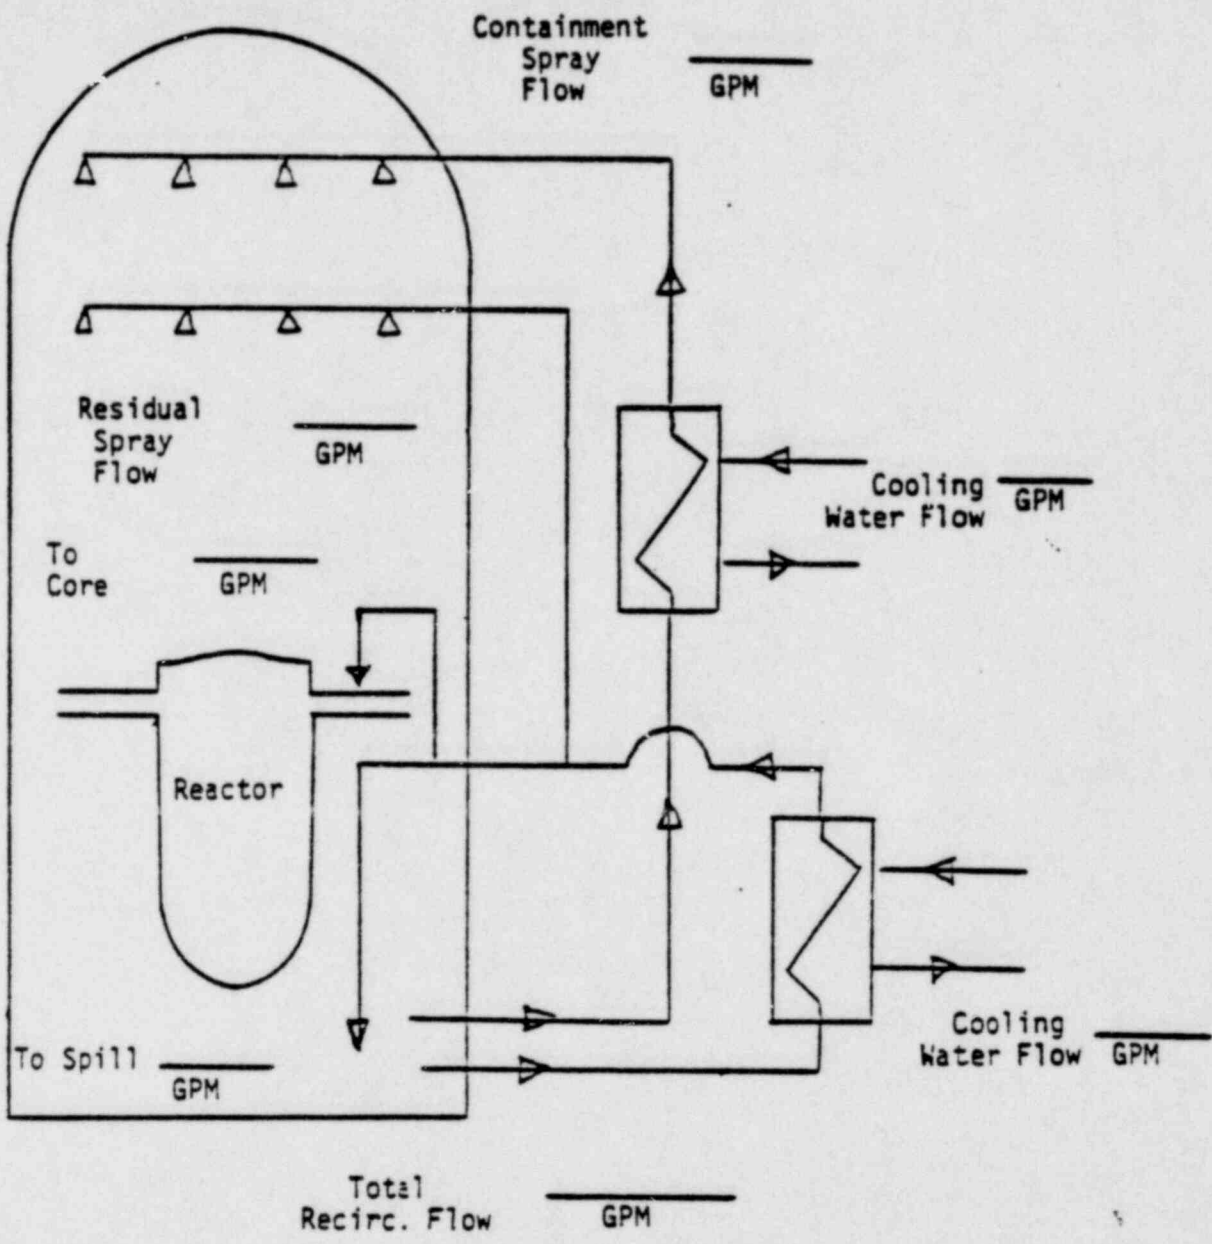 Containment
Spray
Flow
GPM
Residual
Spray
Flow
GPM
Cooling
Water Flow
GPM
To
Core
GPM
Reactor
Cooling
Water Flow
GPM
To Spill
GPM
Total
Recirc. Flow
GPM